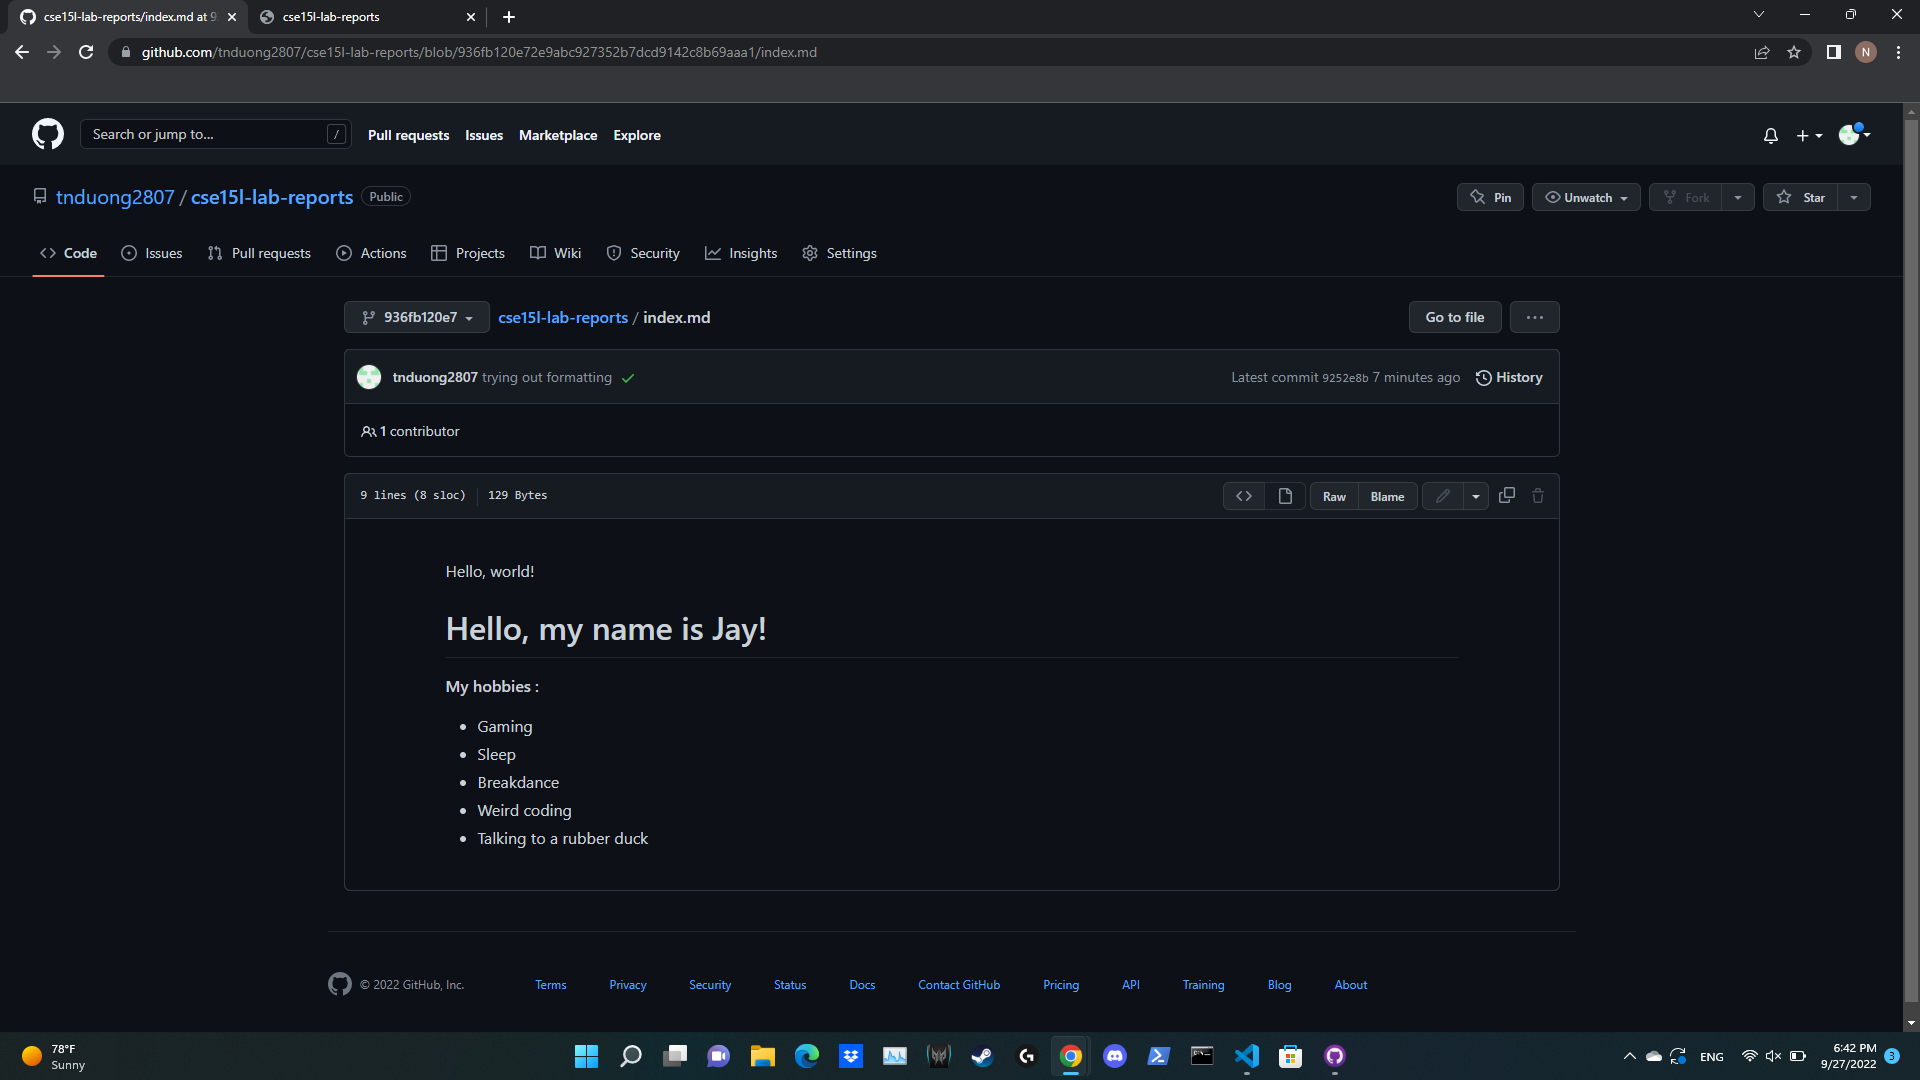 cse15l-lab-reports/index.md at 9
cse15l-lab-reports
github.com/tnduong2807/cse15l-lab-reports/blob/936fb120e72e9abc927352b7dcd9142c8b69aaa1/index.md
N
Search or jump to...
/
Pull requests
Issues
Marketplace
Explore
tnduong2807 / cse15l-lab-reports
Public
Pin
Unwatch
Fork
Star
Code
Issues
Pull requests
Actions
Projects
Wiki
Security
Insights
Settings
936fb120e7
cse15l-lab-reports / index.md
Go to file
tnduong2807 trying out formatting
Latest commit 9252e8b 7 minutes ago
History
1 contributor
9 lines (8 sloc)
129 Bytes
Raw
Blame
Hello, world!
Hello, my name is Jay!
My hobbies :
Gaming
Sleep
Breakdance
Weird coding
Talking to a rubber duck
© 2022 GitHub, Inc.
Terms
Privacy
Security
Status
Docs
Contact GitHub
Pricing
API
Training
Blog
About
78°F
Sunny
ENG
6:42 PM
9/27/2022
3